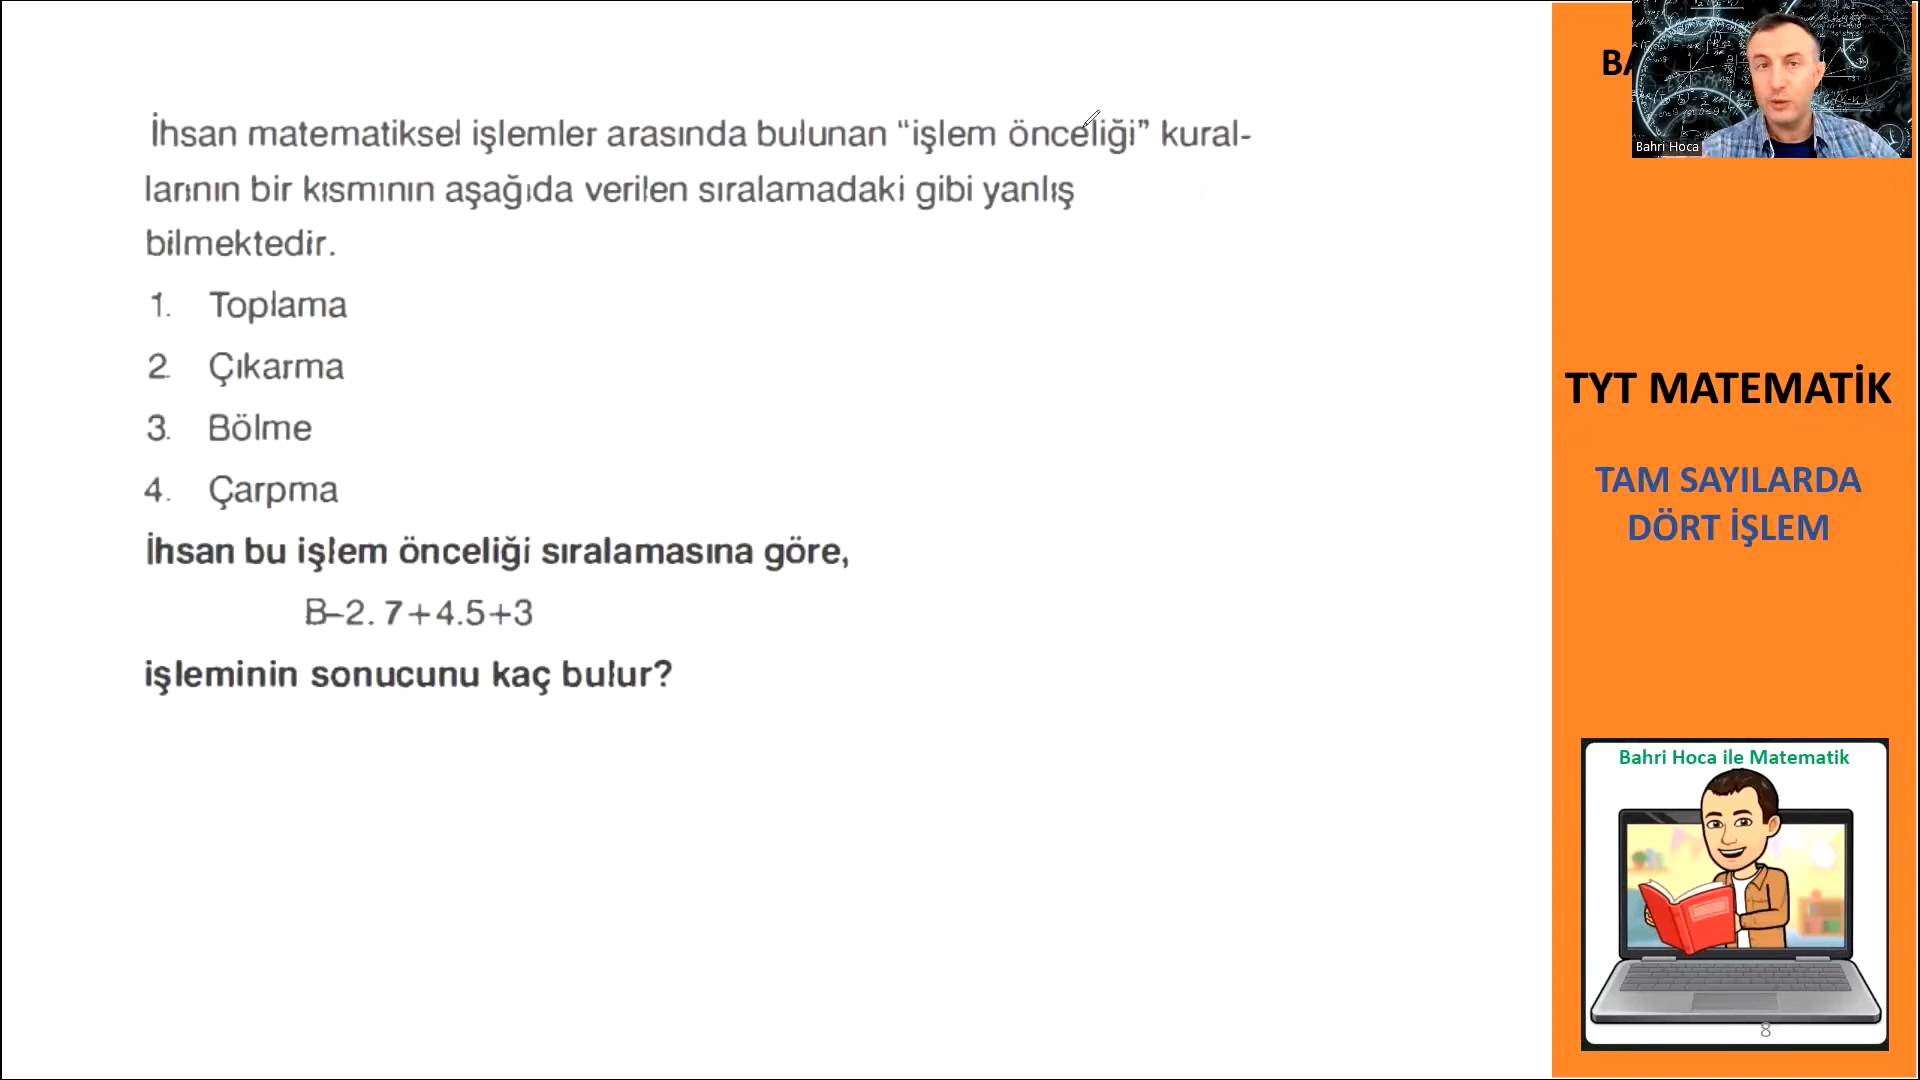 İhsan matematiksel işlemler arasında bulunan “işlem önceliği” kural-
larının bir kısmının aşağıda verilen sıralamadaki gibi yanlış
bilmektedir.
1. Toplama
2. Çıkarma
3. Bölme
4. Çarpma
İhsan bu işlem önceliği sıralamasına göre,
B–2. 7+4.5+3
işleminin sonucunu kaç bulur?
Bahri Hoca
TYT MATEMATİK
TAM SAYILARDA
DÖRT İŞLEM
Bahri Hoca ile Matematik
8